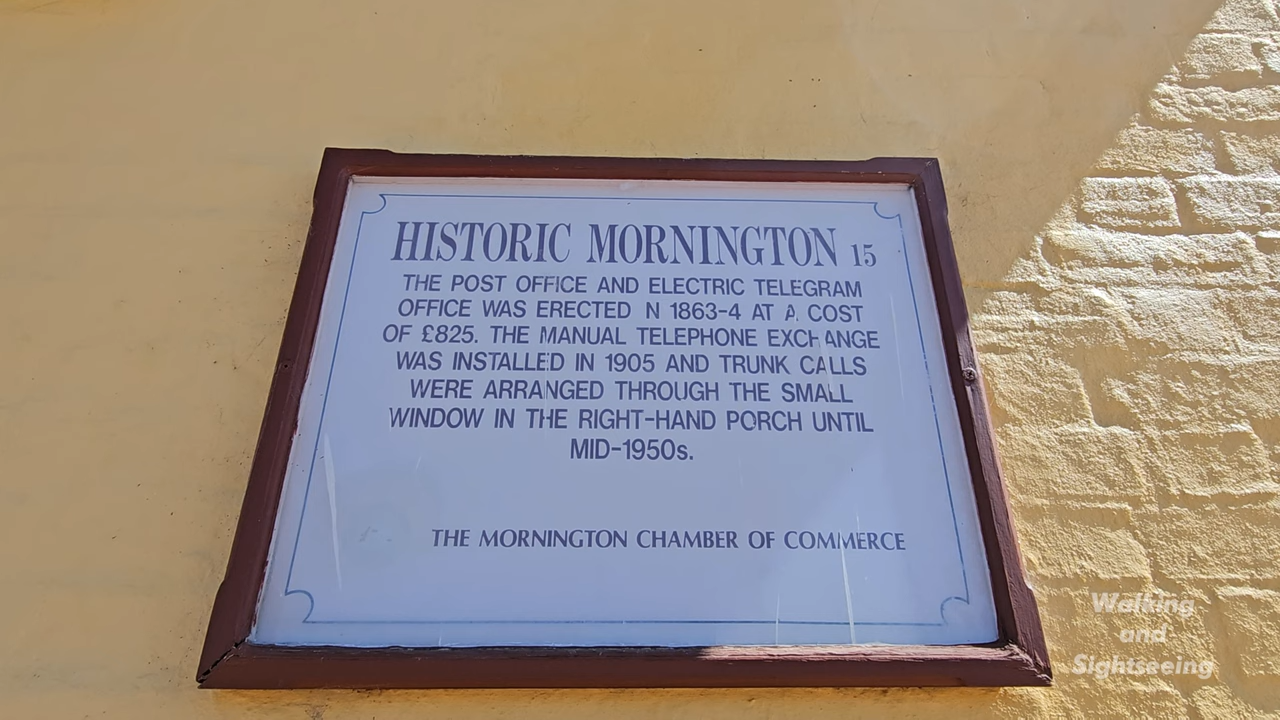 HISTORIC MORNINGTON 15
THE POST OFFICE AND ELECTRIC TELEGRAM
OFFICE WAS ERECTED N 1863-4 AT A COST
OF £825. THE MANUAL TELEPHONE EXCHANGE
WAS INSTALLED IN 1905 AND TRUNK CALLS
WERE ARRANGED THROUGH THE SMALL
WINDOW IN THE RIGHT-HAND PORCH UNTIL
MID-1950s.
THE MORNINGTON CHAMBER OF COMMERCE
Walking
and
Sightseeing